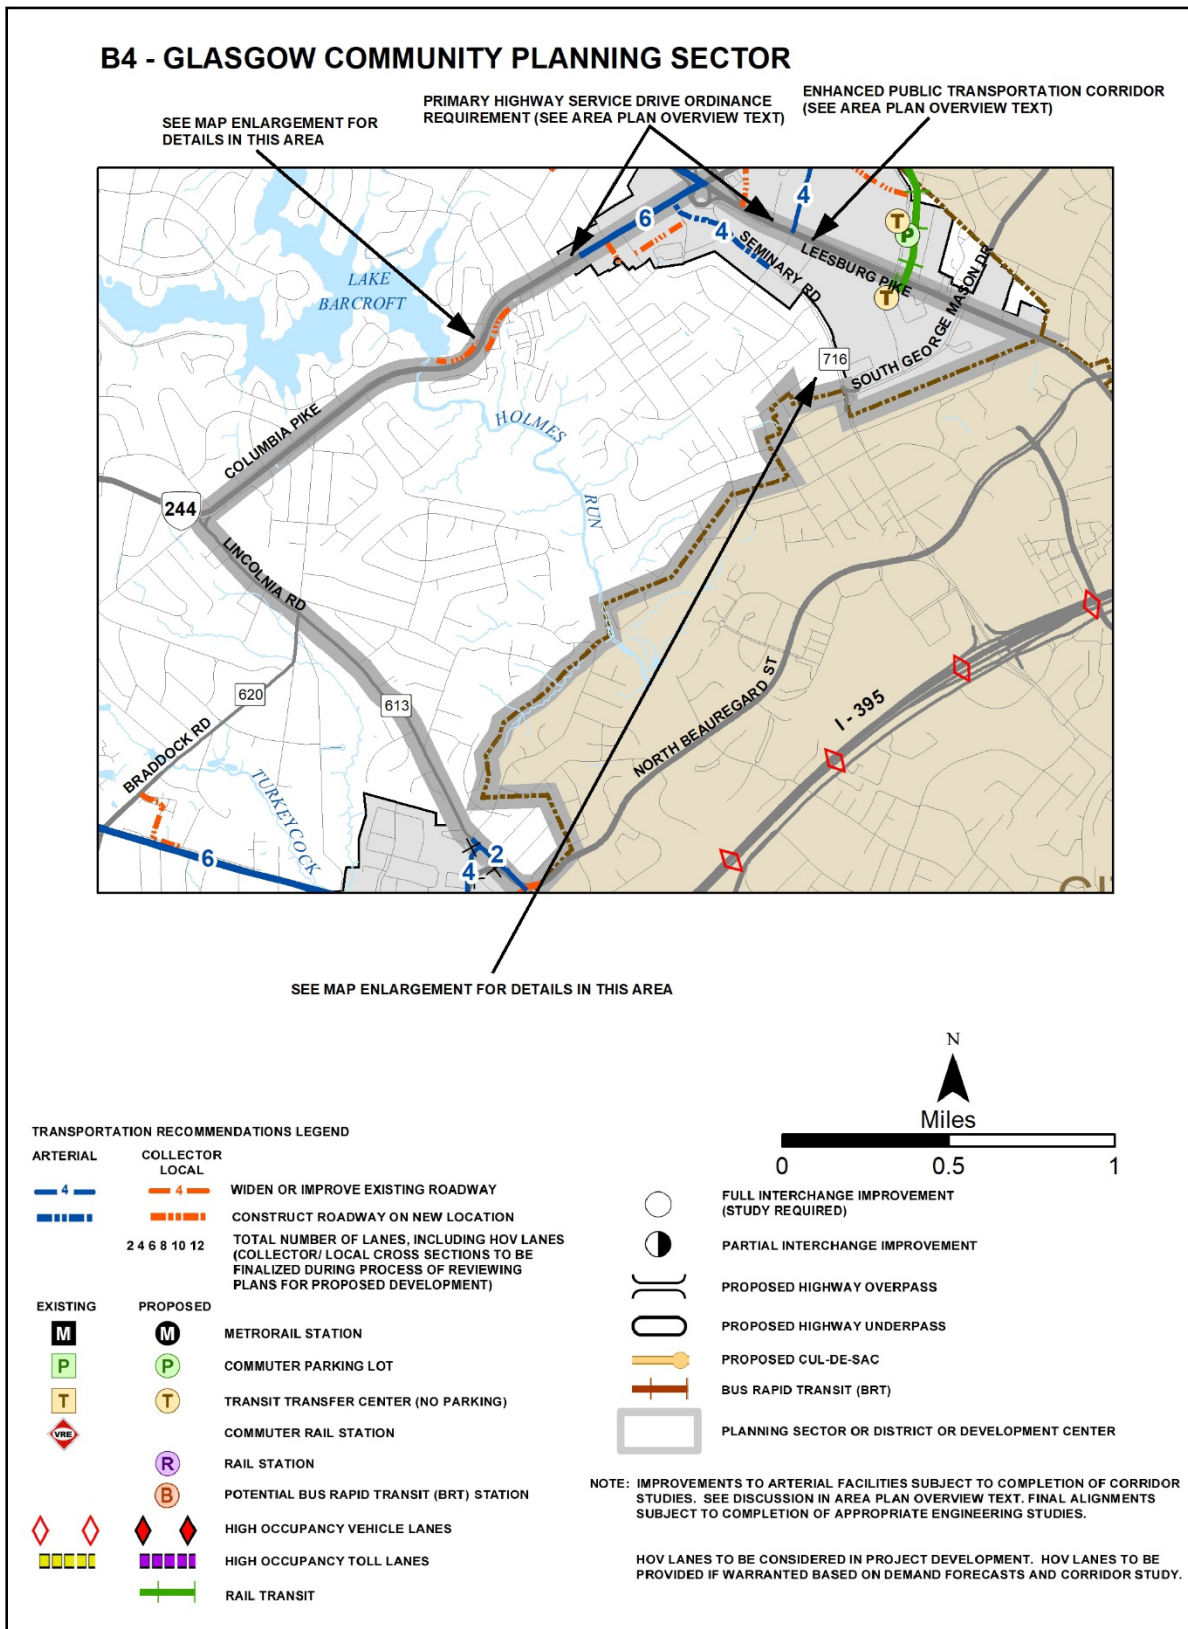 B4 - GLASGOW COMMUNITY PLANNING SECTOR
SEE MAP ENLARGEMENT FOR
DETAILS IN THIS AREA
PRIMARY HIGHWAY SERVICE DRIVE ORDINANCE
REQUIREMENT (SEE AREA PLAN OVERVIEW TEXT)
ENHANCED PUBLIC TRANSPORTATION CORRIDOR
(SEE AREA PLAN OVERVIEW TEXT)
6
4
4
T
P
T
SEMINARY RD
LEESBURG PIKE
SOUTH GEORGE MASON DR
716
LAKE
BARCROFT
COLUMBIA PIKE
HOLMES
RUN
244
LINCOLNIA RD
620
613
BRADDOCK RD
TURKEYCOCK
NORTH BEAUREGARD ST
I - 395
6
4
2
SEE MAP ENLARGEMENT FOR DETAILS IN THIS AREA
N
Miles
0 0.5 1
TRANSPORTATION RECOMMENDATIONS LEGEND
ARTERIAL
COLLECTOR
LOCAL
4 4 WIDEN OR IMPROVE EXISTING ROADWAY
CONSTRUCT ROADWAY ON NEW LOCATION
2 4 6 8 10 12 TOTAL NUMBER OF LANES, INCLUDING HOV LANES
(COLLECTOR/ LOCAL CROSS SECTIONS TO BE
FINALIZED DURING PROCESS OF REVIEWING
PLANS FOR PROPOSED DEVELOPMENT)
EXISTING PROPOSED
M M METRORAIL STATION
P P COMMUTER PARKING LOT
T T TRANSIT TRANSFER CENTER (NO PARKING)
VRE COMMUTER RAIL STATION
R RAIL STATION
B POTENTIAL BUS RAPID TRANSIT (BRT) STATION
HIGH OCCUPANCY VEHICLE LANES
HIGH OCCUPANCY TOLL LANES
RAIL TRANSIT
FULL INTERCHANGE IMPROVEMENT
(STUDY REQUIRED)
PARTIAL INTERCHANGE IMPROVEMENT
PROPOSED HIGHWAY OVERPASS
PROPOSED HIGHWAY UNDERPASS
PROPOSED CUL-DE-SAC
BUS RAPID TRANSIT (BRT)
PLANNING SECTOR OR DISTRICT OR DEVELOPMENT CENTER
NOTE: IMPROVEMENTS TO ARTERIAL FACILITIES SUBJECT TO COMPLETION OF CORRIDOR
STUDIES. SEE DISCUSSION IN AREA PLAN OVERVIEW TEXT. FINAL ALIGNMENTS
SUBJECT TO COMPLETION OF APPROPRIATE ENGINEERING STUDIES.
HOV LANES TO BE CONSIDERED IN PROJECT DEVELOPMENT. HOV LANES TO BE
PROVIDED IF WARRANTED BASED ON DEMAND FORECASTS AND CORRIDOR STUDY.